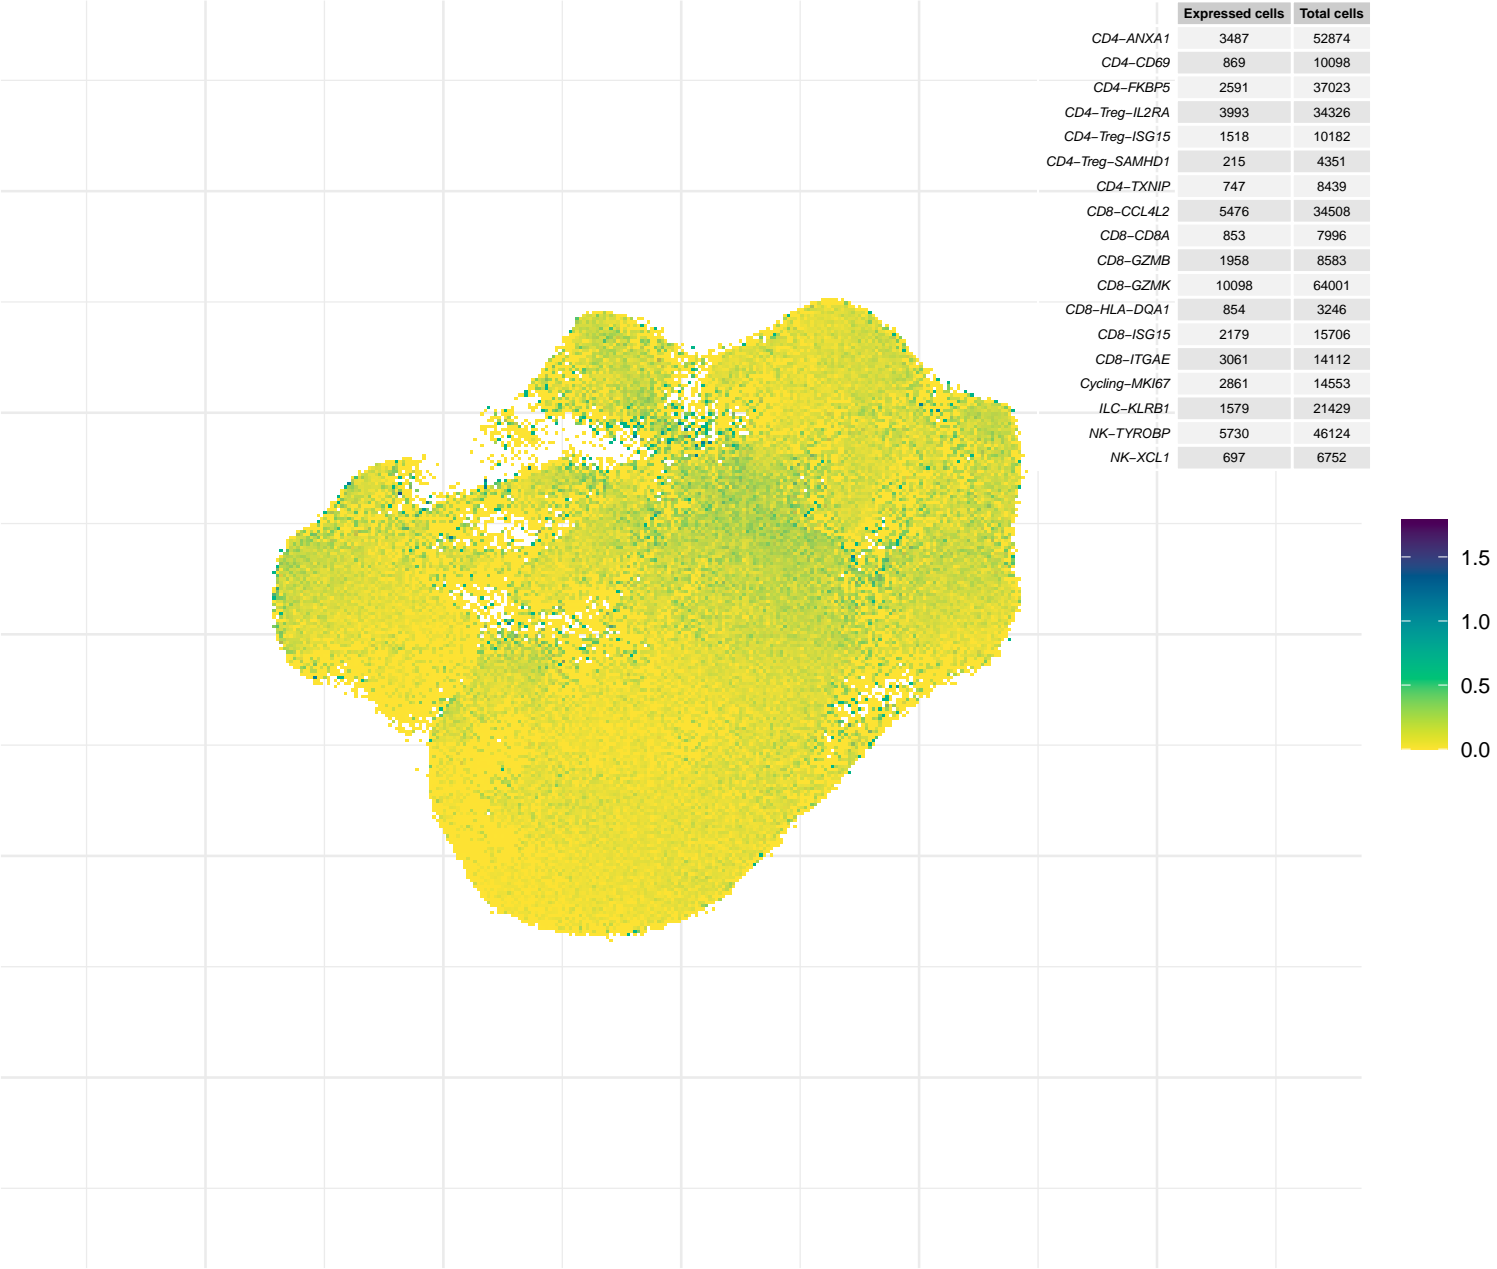 Expressed cells Total cells
CD4−ANXA1 3487 52874
CD4−CD69 869 10098
CD4−FKBP5 2591 37023
CD4−Treg−IL2RA 3993 34326
CD4−Treg−ISG15 1518 10182
CD4−Treg−SAMHD1 215 4351
CD4−TXNIP 747 8439
CD8−CCL4L2 5476 34508
CD8−CD8A 853 7996
CD8−GZMB 1958 8583
CD8−GZMK 10098 64001
CD8−HLA−DQA1 854 3246
CD8−ISG15 2179 15706
CD8−ITGAE 3061 14112
Cycling−MKI67 2861 14553
ILC−KLRB1 1579 21429
NK−TYROBP 5730 46124
NK−XCL1 697 6752
1.5
1.0
0.5
0.0